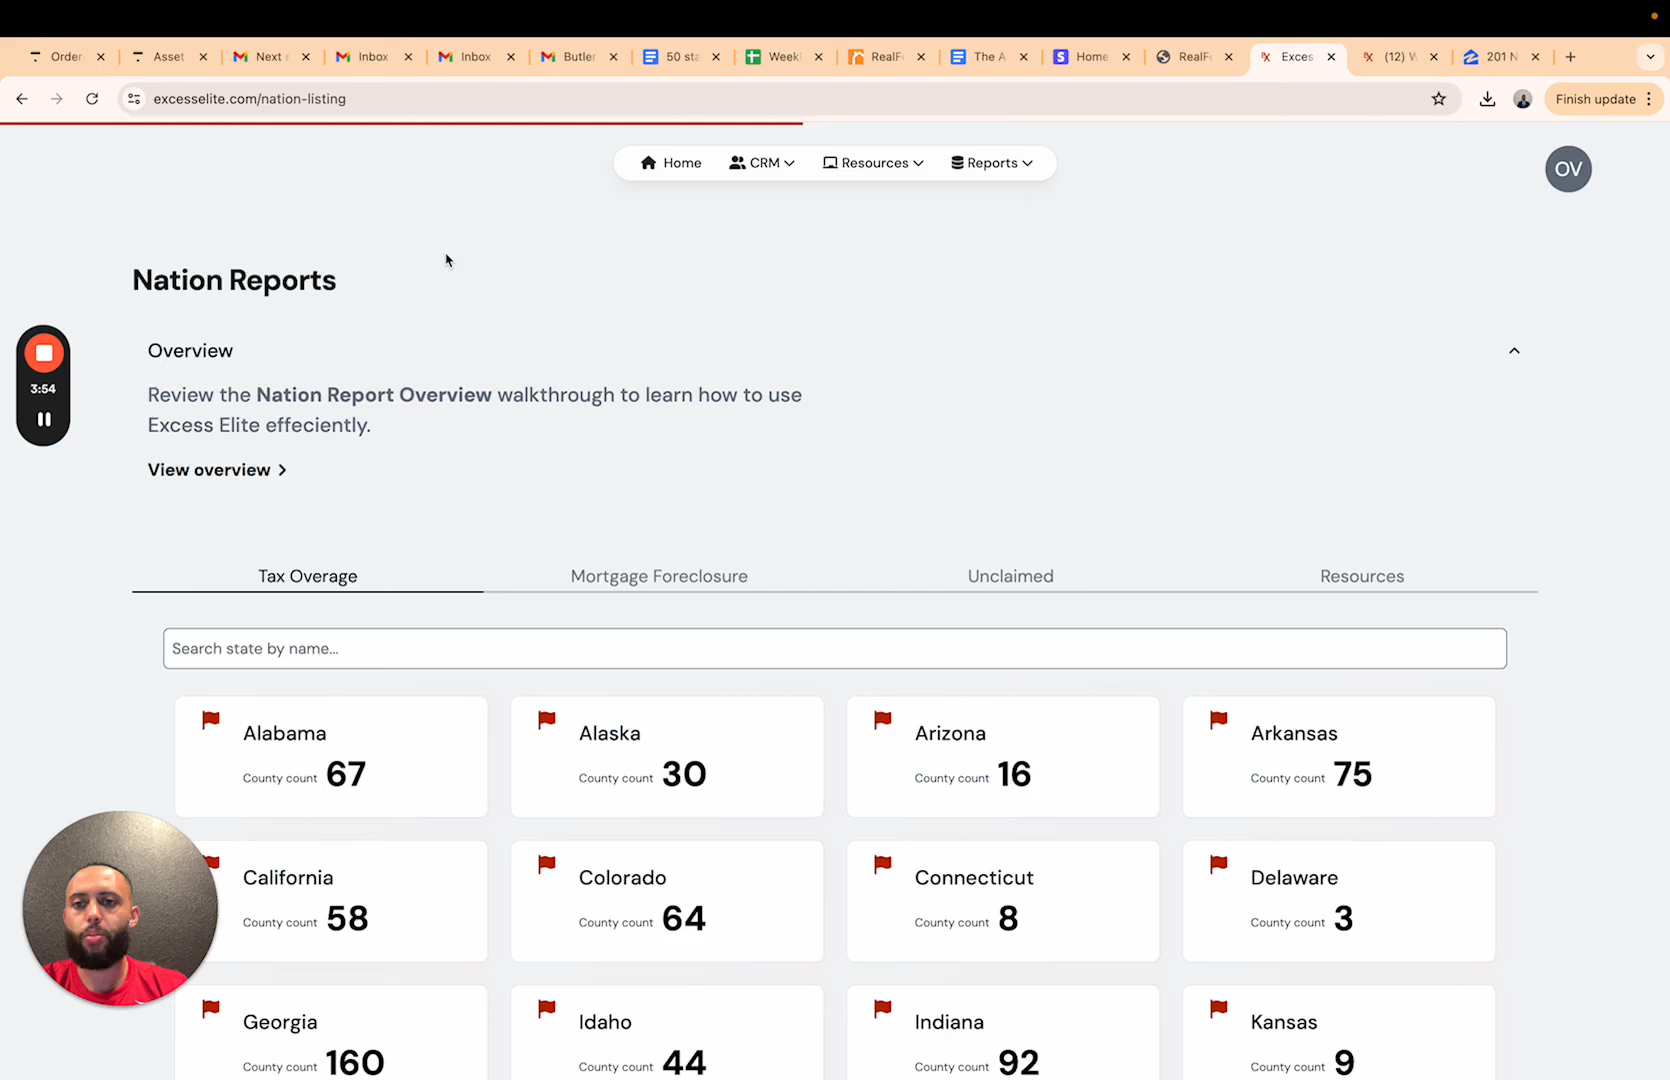 Order
Asset
Next s
Inbox
Inbox
Butler
50 sta
Weekl
RealFo
The A
Home
RealFo
Exces
(12) W
201 N
excesselite.com/nation-listing
Finish update
Home
CRM
Resources
Reports
OV
Nation Reports
3:54
Overview
Review the Nation Report Overview walkthrough to learn how to use
Excess Elite effeciently.
View overview
Tax Overage
Mortgage Foreclosure
Unclaimed
Resources
Search state by name...
Alabama
County count 67
Alaska
County count 30
Arizona
County count 16
Arkansas
County count 75
California
County count 58
Colorado
County count 64
Connecticut
County count 8
Delaware
County count 3
Georgia
County count 160
Idaho
County count 44
Indiana
County count 92
Kansas
County count 9